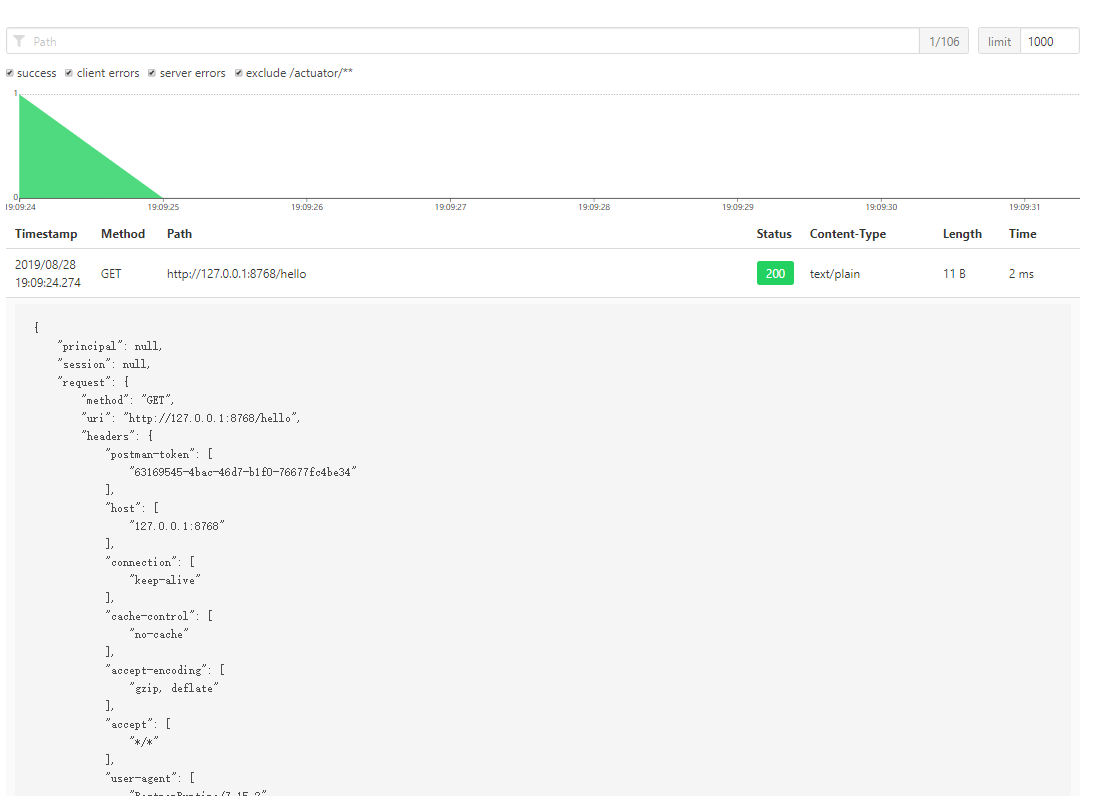 Path 1/106 limit 1000
success client errors server errors exclude /actuator/**
1
0
19:09:24 19:09:25 19:09:26 19:09:27 19:09:28 19:09:29 19:09:30 19:09:31
Timestamp Method Path Status Content-Type Length Time
2019/08/28
19:09:24.274 GET http://127.0.0.1:8768/hello 200 text/plain 11 B 2 ms
{
"principal": null,
"session": null,
"request": {
"method": "GET",
"uri": "http://127.0.0.1:8768/hello",
"headers": {
"postman-token": [
"63169545-4bac-46d7-b1f0-76677fc4be34"
],
"host": [
"127.0.0.1:8768"
],
"connection": [
"keep-alive"
],
"cache-control": [
"no-cache"
],
"accept-encoding": [
"gzip, deflate"
],
"accept": [
"*/*"
],
"user-agent": [